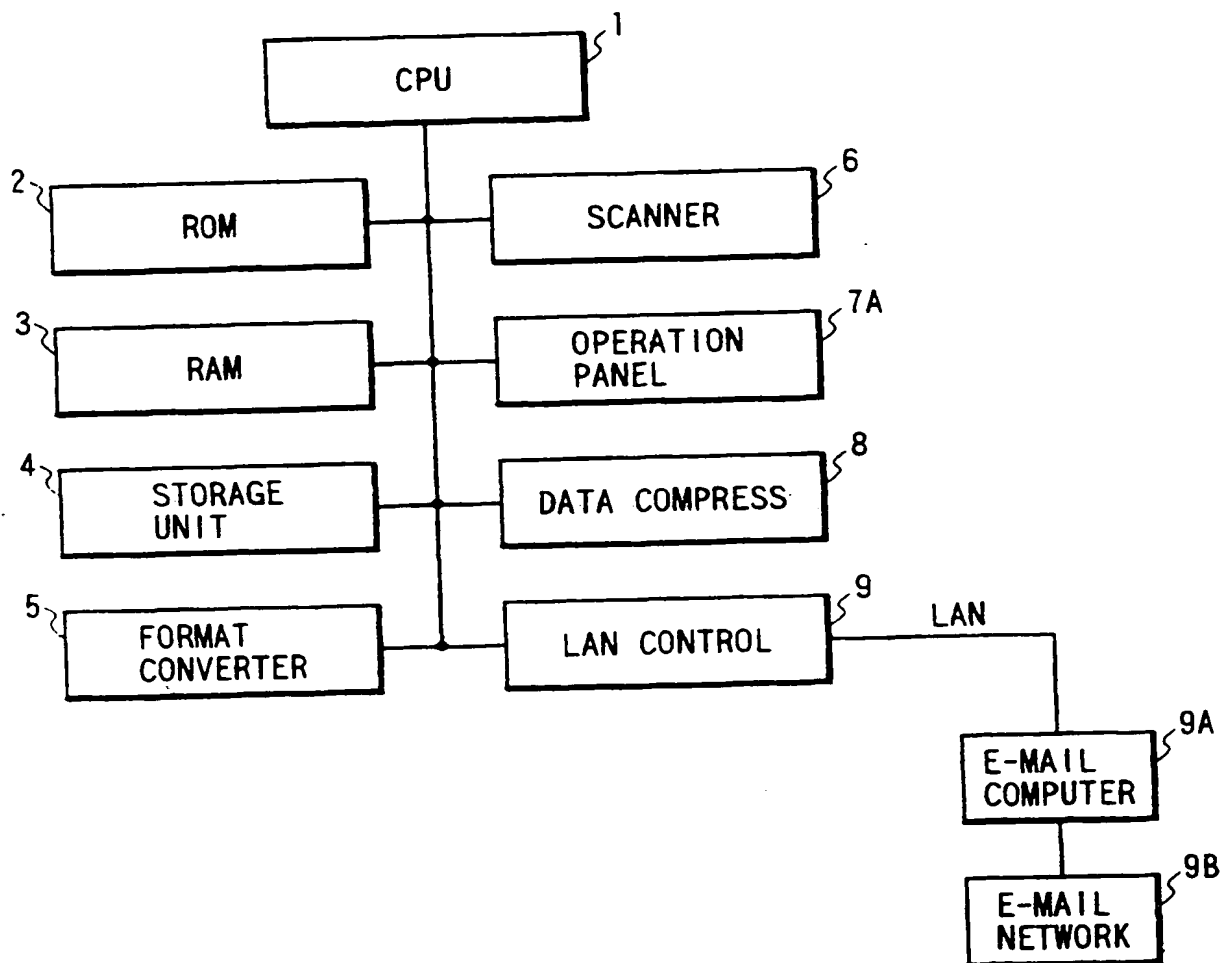 1
CPU
2
ROM
6
SCANNER
3
RAM
7A
OPERATION
PANEL
4
STORAGE
UNIT
8
DATA COMPRESS
5
FORMAT
CONVERTER
9
LAN CONTROL
LAN
9A
E-MAIL
COMPUTER
9B
E-MAIL
NETWORK